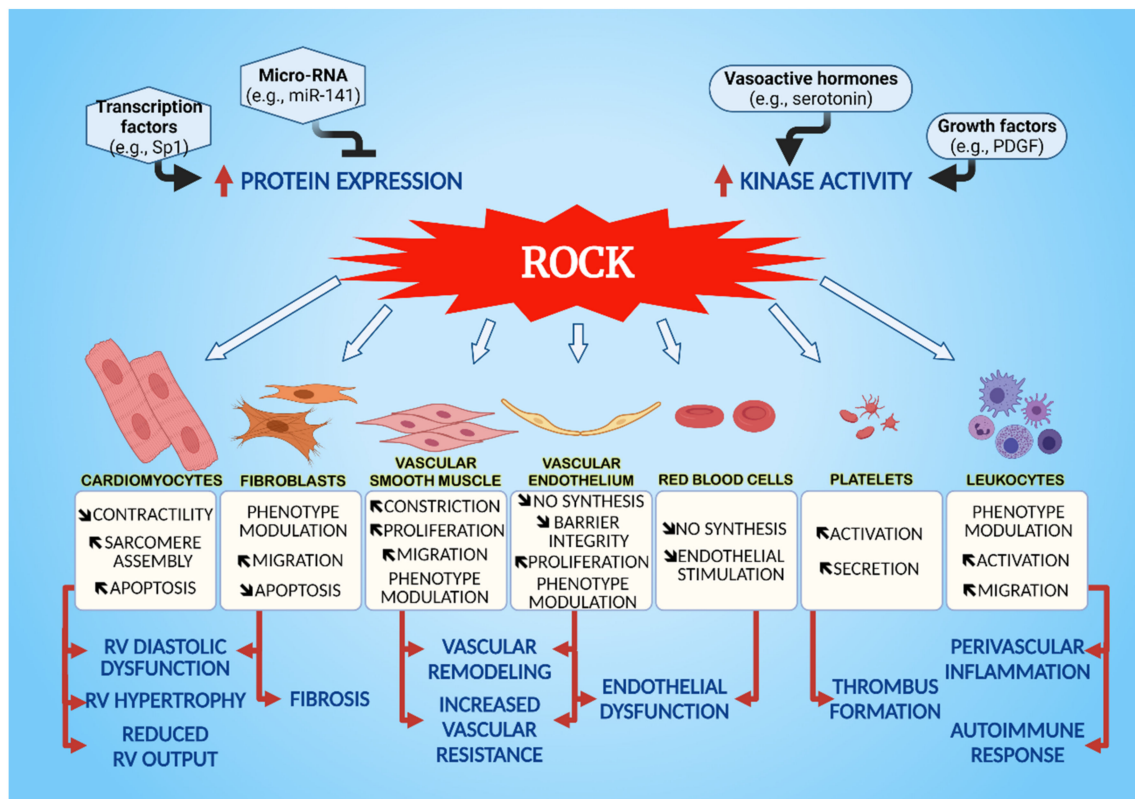 Micro-RNA
(e.g., miR-141)
Transcription
factors
(e.g., Sp1)
PROTEIN EXPRESSION
Vasoactive hormones
(e.g., serotonin)
Growth factors
(e.g., PDGF)
KINASE ACTIVITY
ROCK
CARDIOMYOCYTES
CONTRACTILITY
SARCOMERE
ASSEMBLY
APOPTOSIS
FIBROBLASTS
PHENOTYPE
MODULATION
MIGRATION
APOPTOSIS
VASCULAR
SMOOTH MUSCLE
CONSTRICTION
PROLIFERATION
MIGRATION
PHENOTYPE
MODULATION
VASCULAR
ENDOTHELIUM
NO SYNTHESIS
BARRIER
INTEGRITY
PROLIFERATION
PHENOTYPE
MODULATION
RED BLOOD CELLS
NO SYNTHESIS
ENDOTHELIAL
STIMULATION
PLATELETS
ACTIVATION
SECRETION
LEUKOCYTES
PHENOTYPE
MODULATION
ACTIVATION
MIGRATION
RV DIASTOLIC
DYSFUNCTION
RV HYPERTROPHY
REDUCED
RV OUTPUT
FIBROSIS
VASCULAR
REMODELING
INCREASED
VASCULAR
RESISTANCE
ENDOTHELIAL
DYSFUNCTION
THROMBUS
FORMATION
PERIVASCULAR
INFLAMMATION
AUTOIMMUNE
RESPONSE